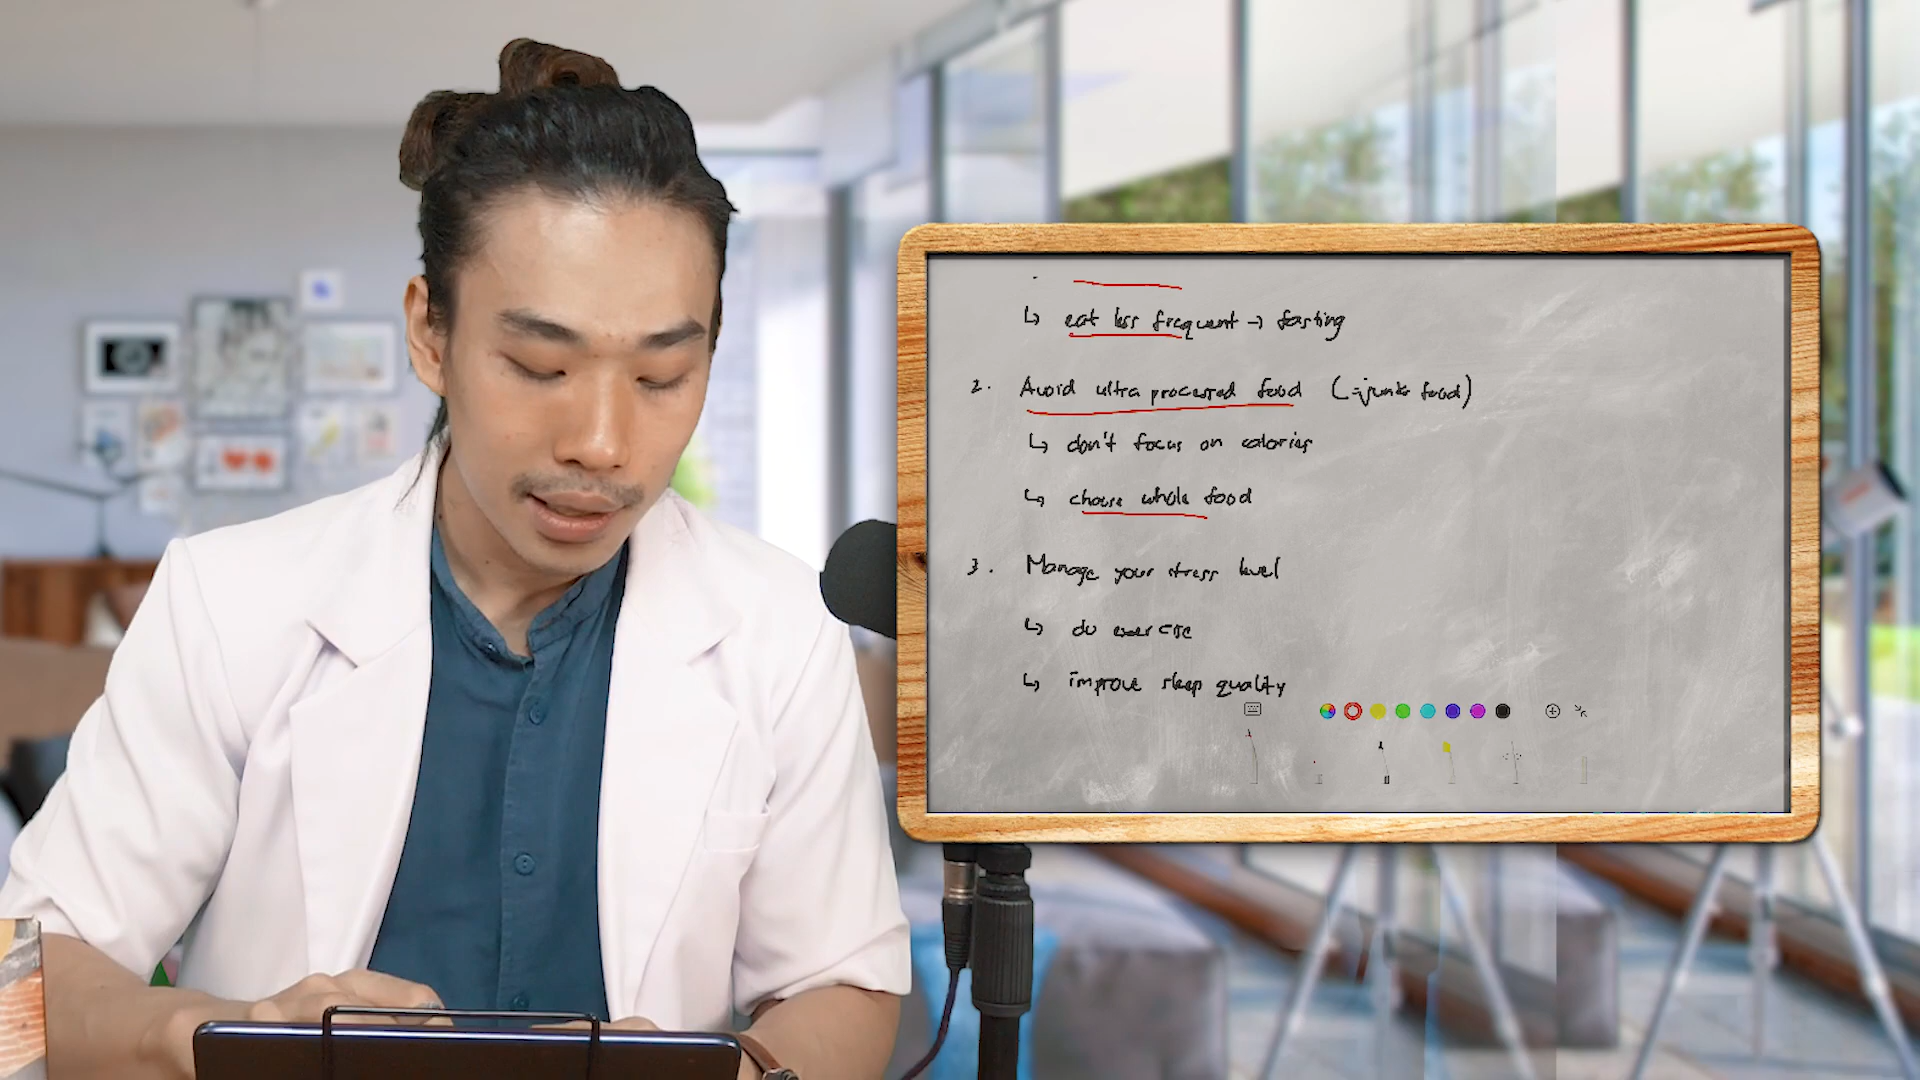 ↳ eat less frequent → fasting
2. Avoid ultra processed food (=junk food)
↳ don't focus on calories
↳ choose whole food
3. Manage your stress level
↳ do exercise
↳ improve sleep quality